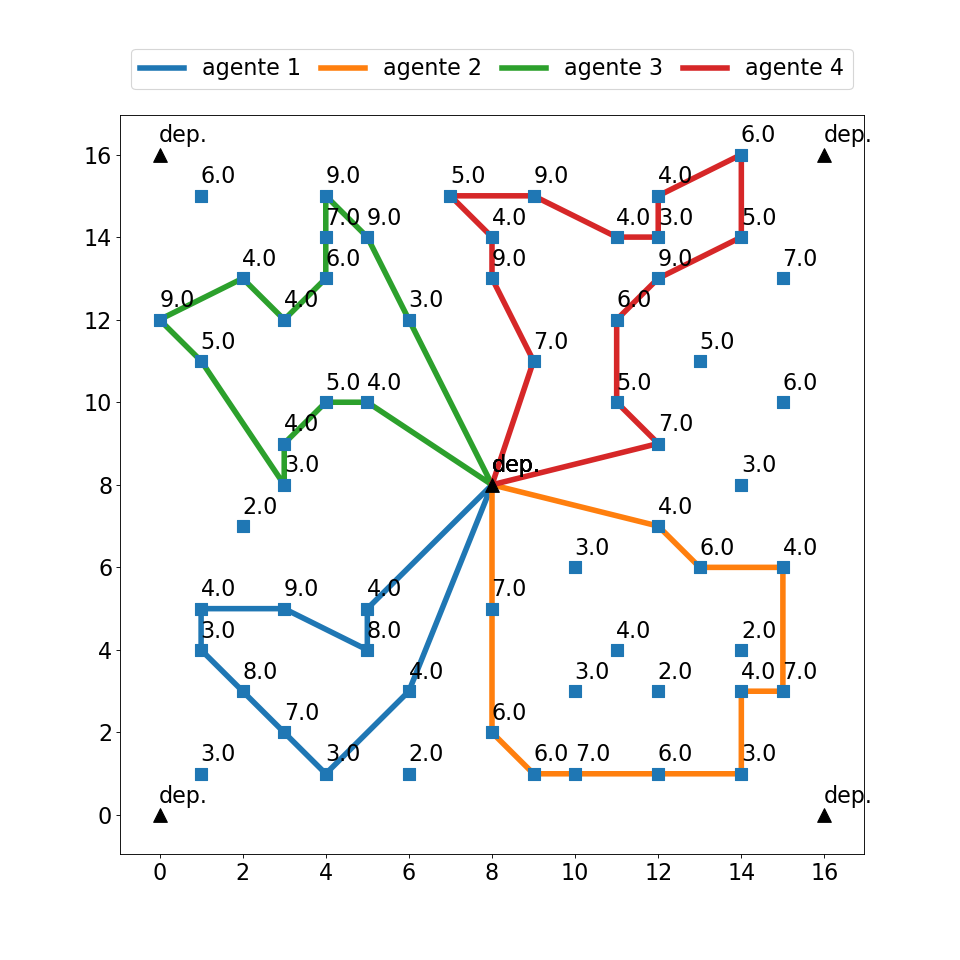 agente 1 agente 2 agente 3 agente 4
dep. 6.0 dep.
16
6.0 9.0 5.0 9.0 4.0
7.0 9.0 4.0 4.0 3.0 5.0
14
4.0 6.0 9.0 9.0 7.0
9.0 4.0 3.0 6.0
12
5.0 7.0 5.0
5.0 4.0 5.0 6.0
10
4.0 7.0
3.0 dep. 3.0
8
2.0 4.0
3.0 6.0 4.0
6
4.0 9.0 4.0 7.0
3.0 8.0 4.0 2.0
4
8.0 4.0 3.0 2.0 4.0 7.0
7.0 6.0
2
3.0 3.0 2.0 6.0 7.0 6.0 3.0
dep. dep.
0
0 2 4 6 8 10 12 14 16